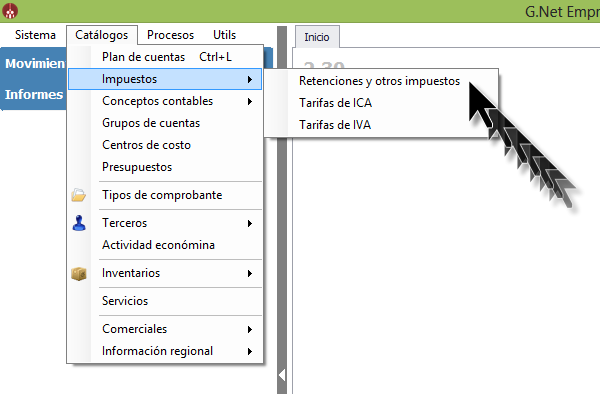 G.Net Empr
Sistema Catálogos Procesos Utils
Movimien
Informes
Inicio
2.30
Plan de cuentas Ctrl+L
Impuestos
Conceptos contables
Grupos de cuentas
Centros de costo
Presupuestos
Tipos de comprobante
Terceros
Actividad económina
Inventarios
Servicios
Comerciales
Información regional
Retenciones y otros impuestos
Tarifas de ICA
Tarifas de IVA